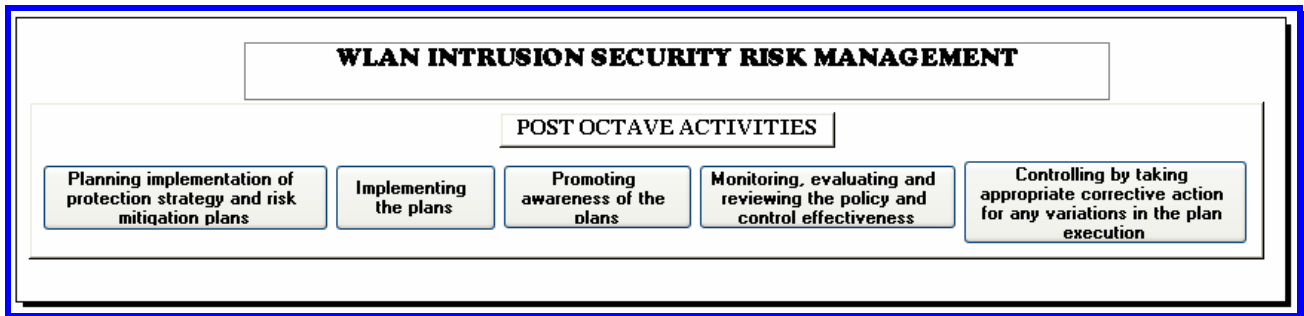 WLAN INTRUSION SECURITY RISK MANAGEMENT
POST OCTAVE ACTIVITIES
Planning implementation of
protection strategy and risk
mitigation plans
Implementing
the plans
Promoting
awareness of the
plans
Monitoring, evaluating and
reviewing the policy and
control effectiveness
Controlling by taking
appropriate corrective action
for any variations in the plan
execution